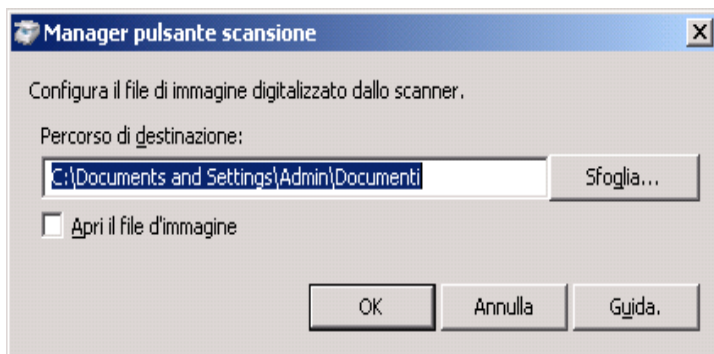 Manager pulsante scansione
Configura il file di immagine digitalizzato dallo scanner.
Percorso di destinazione:
C:\Documents and Settings\Admin\Documenti
Sfoglia...
Apri il file d'immagine
OK Annulla Guida.